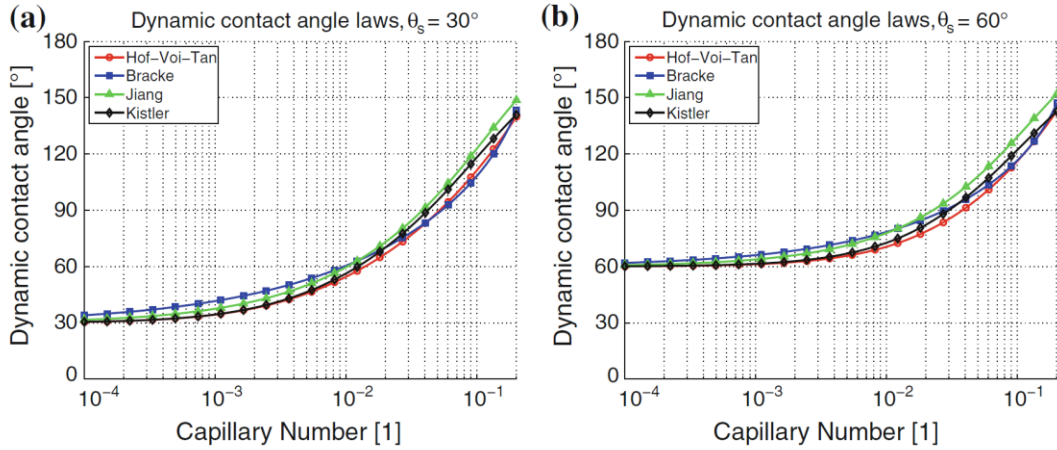 (a) Dynamic contact angle laws, θs = 30°
180
150
120
90
60
30
0
Dynamic contact angle [°]
Hof-Voi-Tan
Bracke
Jiang
Kistler
10−4 10−3 10−2 10−1
Capillary Number [1]
(b) Dynamic contact angle laws, θs = 60°
180
150
120
90
60
30
0
Dynamic contact angle [°]
Hof-Voi-Tan
Bracke
Jiang
Kistler
10−4 10−3 10−2 10−1
Capillary Number [1]